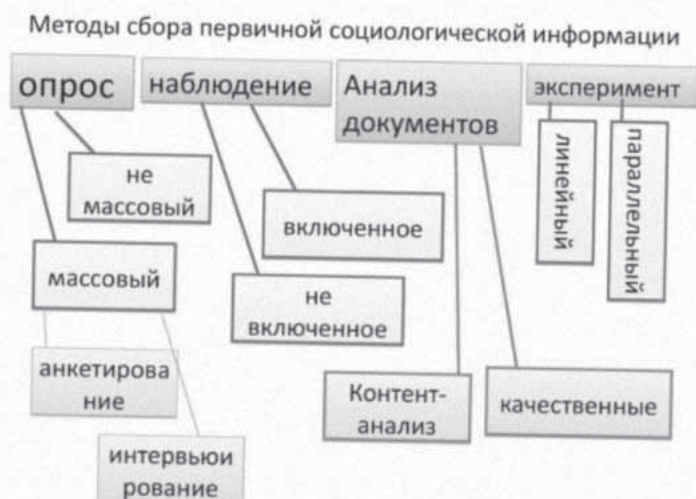 Методы сбора первичной социологической информации
опрос
наблюдение
Анализ
документов
эксперимент
не
массовый
включенное
линейный
параллельный
массовый
не
включенное
анкетирова
ние
Контент-
анализ
качественные
интервьюи
рование